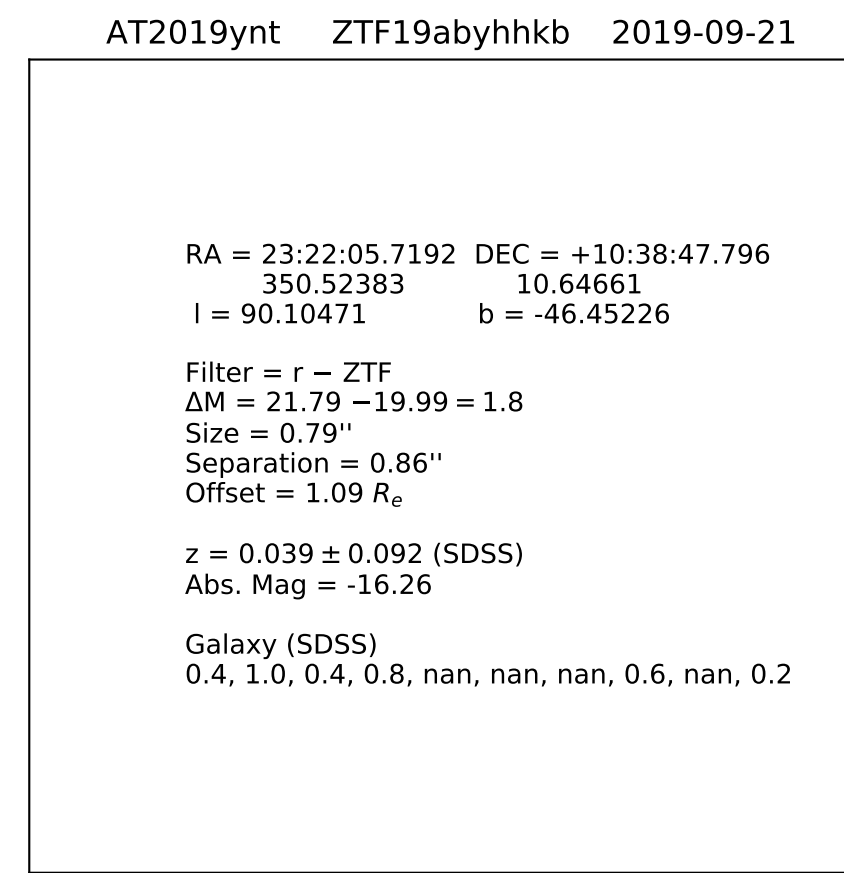 AT2019ynt ZTF19abyhhkb 2019-09-21
RA = 23:22:05.7192 DEC = +10:38:47.796
350.52383 10.64661
l = 90.10471 b = -46.45226
Filter = r − ZTF
ΔM = 21.79 −19.99 = 1.8
Size = 0.79''
Separation = 0.86''
Offset = 1.09 Re
z = 0.039 ± 0.092 (SDSS)
Abs. Mag = -16.26
Galaxy (SDSS)
0.4, 1.0, 0.4, 0.8, nan, nan, nan, 0.6, nan, 0.2